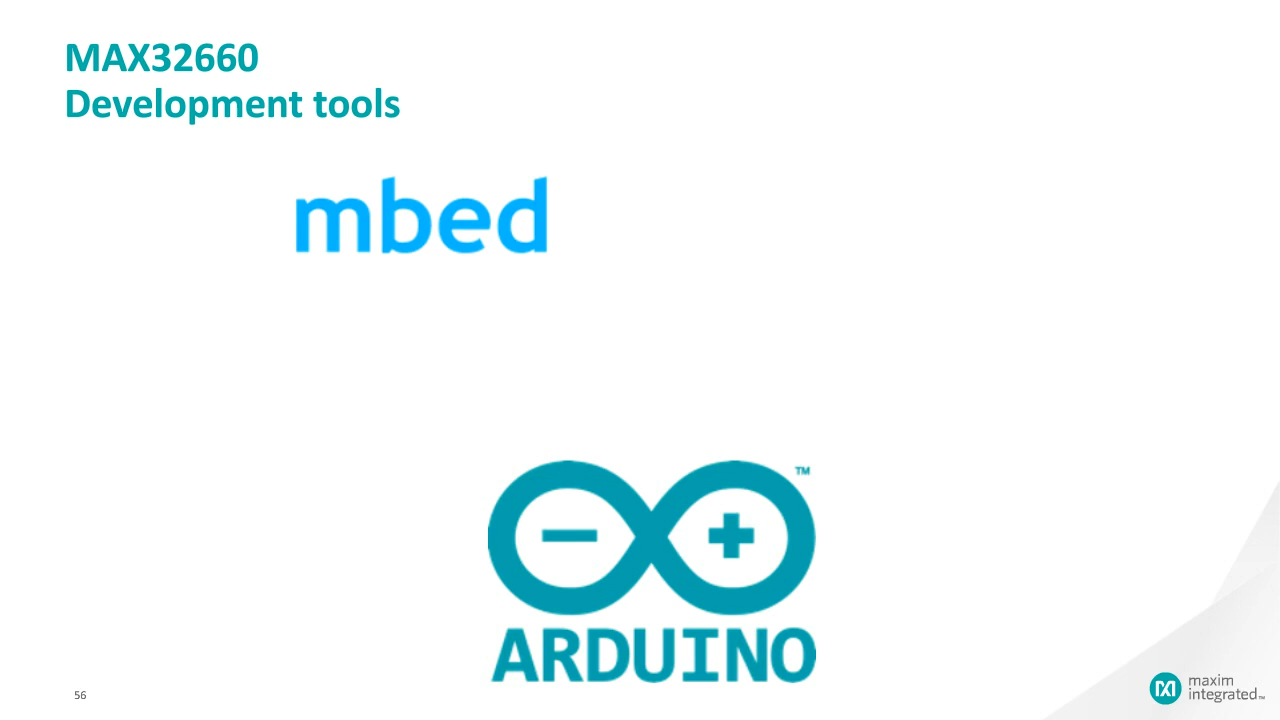 MAX32660
Development tools
mbed
™
ARDUINO
56
maxim
integrated™